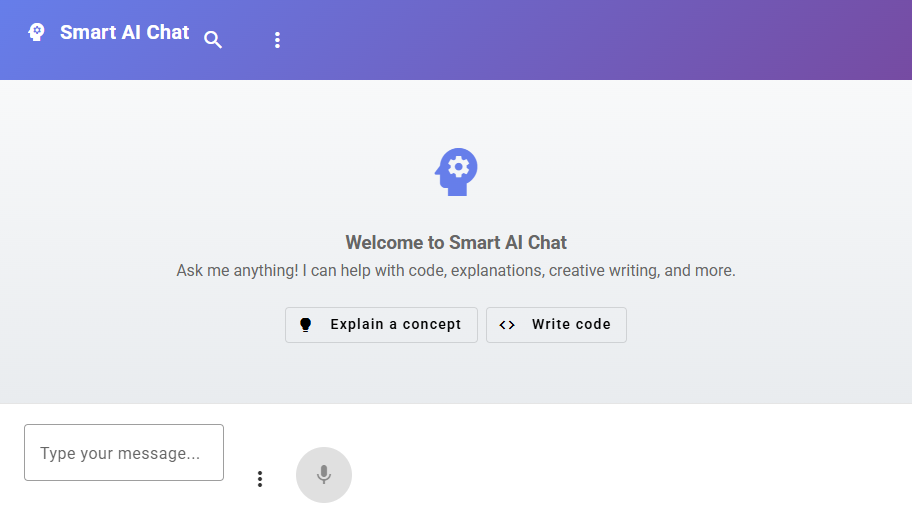 Smart AI Chat
Welcome to Smart AI Chat
Ask me anything! I can help with code, explanations, creative writing, and more.
Explain a concept
Write code
Type your message...